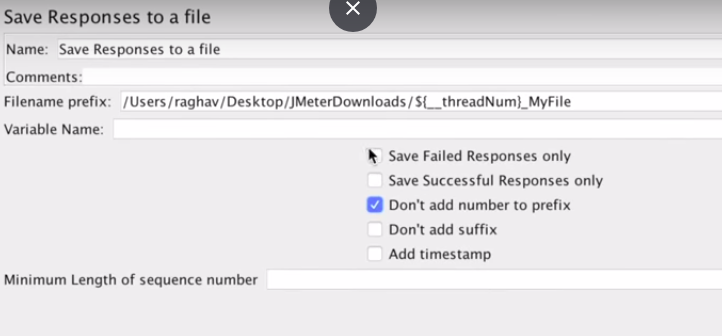 Save Responses to a file
Name: Save Responses to a file
Comments:
Filename prefix: /Users/raghav/Desktop/JMeterDownloads/${__threadNum}_MyFile
Variable Name:
Save Failed Responses only
Save Successful Responses only
Don't add number to prefix
Don't add suffix
Add timestamp
Minimum Length of sequence number